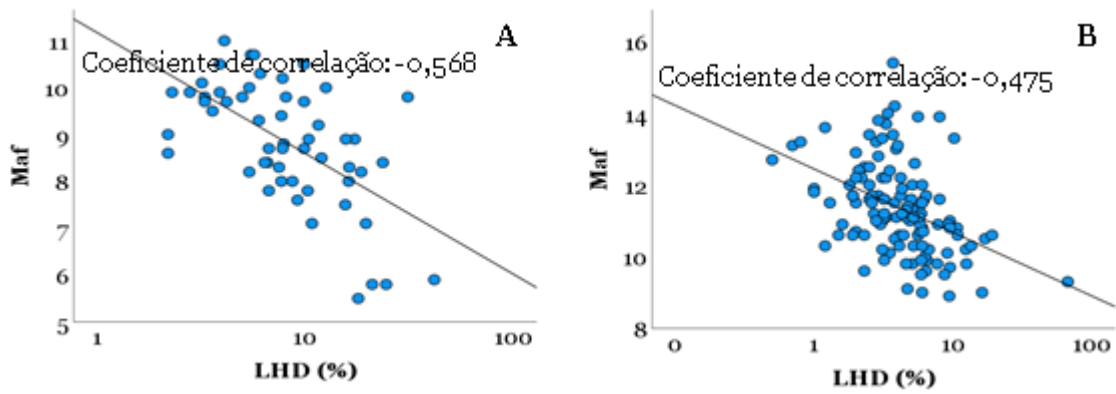 A
Coeficiente de correlação: -0,568
Maf
11
10
9
8
7
6
5
1 10 100
LHD (%)
B
Coeficiente de correlação: -0,475
Maf
16
14
12
10
8
0 1 10 100
LHD (%)